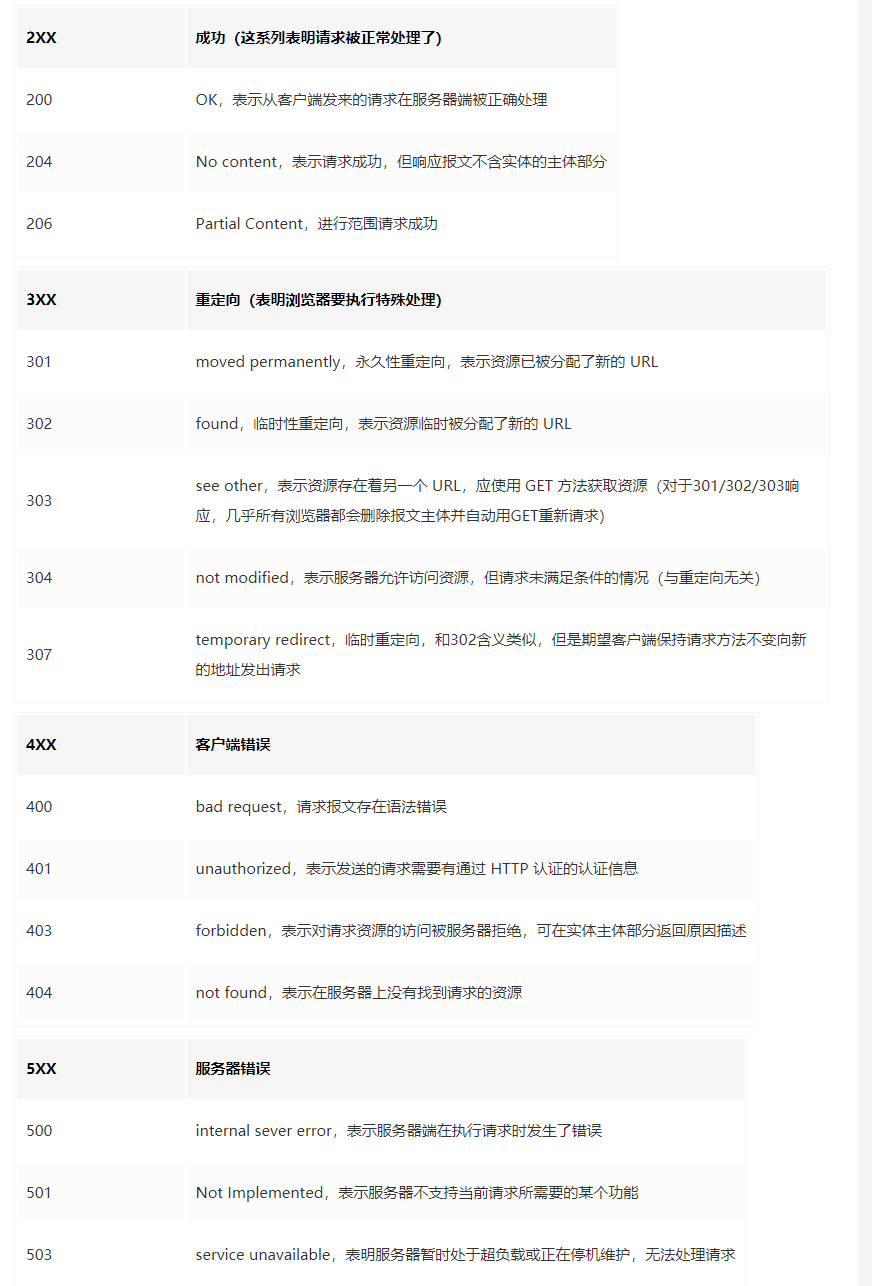 2XX 成功（这系列表明请求被正常处理了）
200 OK，表示从客户端发来的请求在服务器端被正确处理
204 No content，表示请求成功，但响应报文不含实体的主体部分
206 Partial Content，进行范围请求成功
3XX 重定向（表明浏览器要执行特殊处理）
301 moved permanently，永久性重定向，表示资源已被分配了新的 URL
302 found，临时性重定向，表示资源临时被分配了新的 URL
303 see other，表示资源存在着另一个 URL，应使用 GET 方法获取资源（对于301/302/303响
应，几乎所有浏览器都会删除报文主体并自动用GET重新请求）
304 not modified，表示服务器允许访问资源，但请求未满足条件的情况（与重定向无关）
307 temporary redirect，临时重定向，和302含义类似，但是期望客户端保持请求方法不变向新
的地址发出请求
4XX 客户端错误
400 bad request，请求报文存在语法错误
401 unauthorized，表示发送的请求需要有通过 HTTP 认证的认证信息
403 forbidden，表示对请求资源的访问被服务器拒绝，可在实体主体部分返回原因描述
404 not found，表示在服务器上没有找到请求的资源
5XX 服务器错误
500 internal sever error，表示服务器端在执行请求时发生了错误
501 Not Implemented，表示服务器不支持当前请求所需要的某个功能
503 service unavailable，表明服务器暂时处于超负载或正在停机维护，无法处理请求